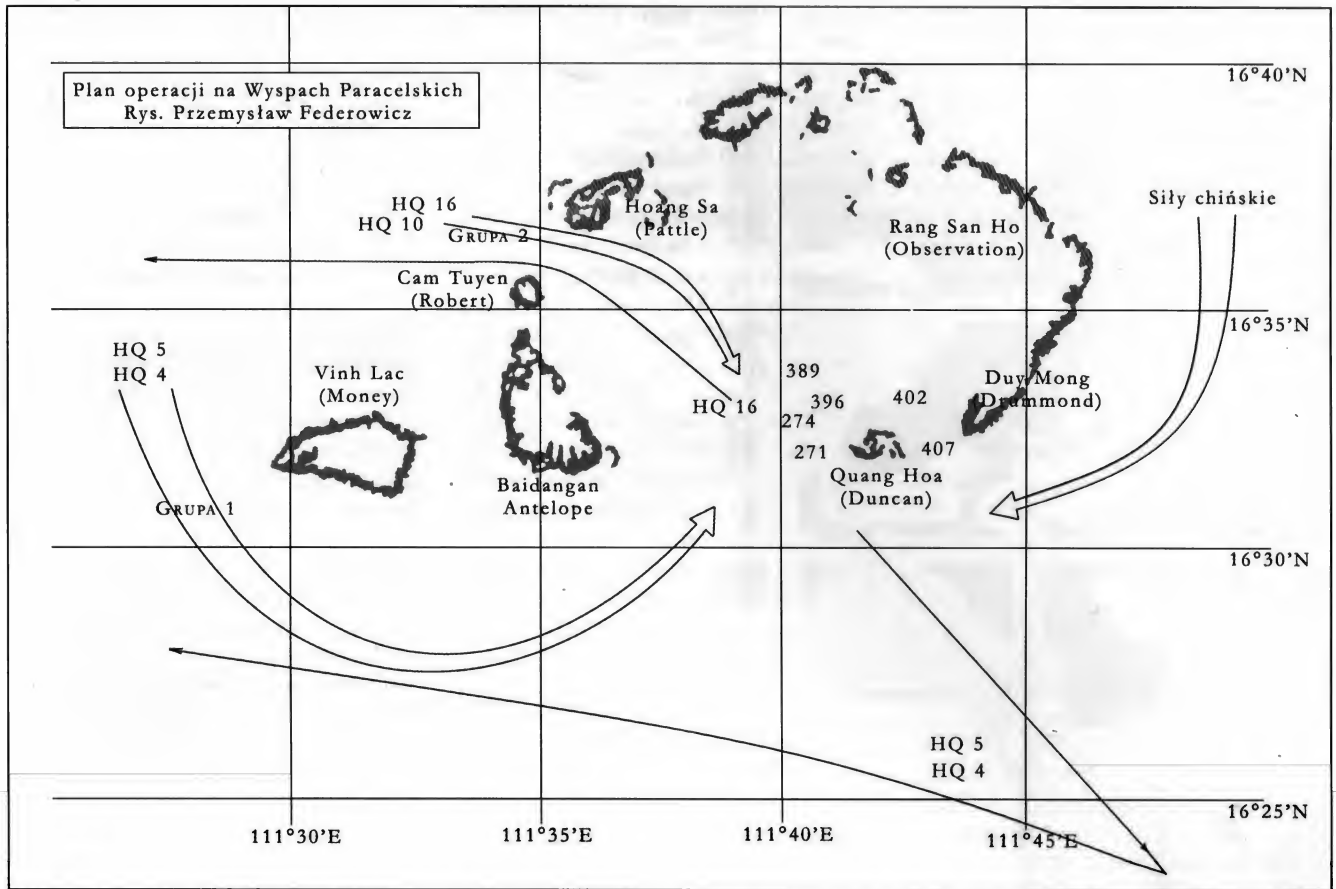 Plan operacji na Wyspach Paracelskich
Rys. Przemysław Federowicz
16°40'N
HQ 16
HQ 10
GRUPA 2
Hoang Sa
(Pattle)
Rang San Ho
(Observation)
Siły chińskie
Cam Tuyen
(Robert)
16°35'N
HQ 5
HQ 4
Vinh Lac
(Money)
HQ 16
389
396
402
274
271
407
Duy Mong
(Drummond)
Quang Hoa
(Duncan)
Baidangan
Antelope
GRUPA 1
16°30'N
HQ 5
HQ 4
16°25'N
111°30'E
111°35'E
111°40'E
111°45'E